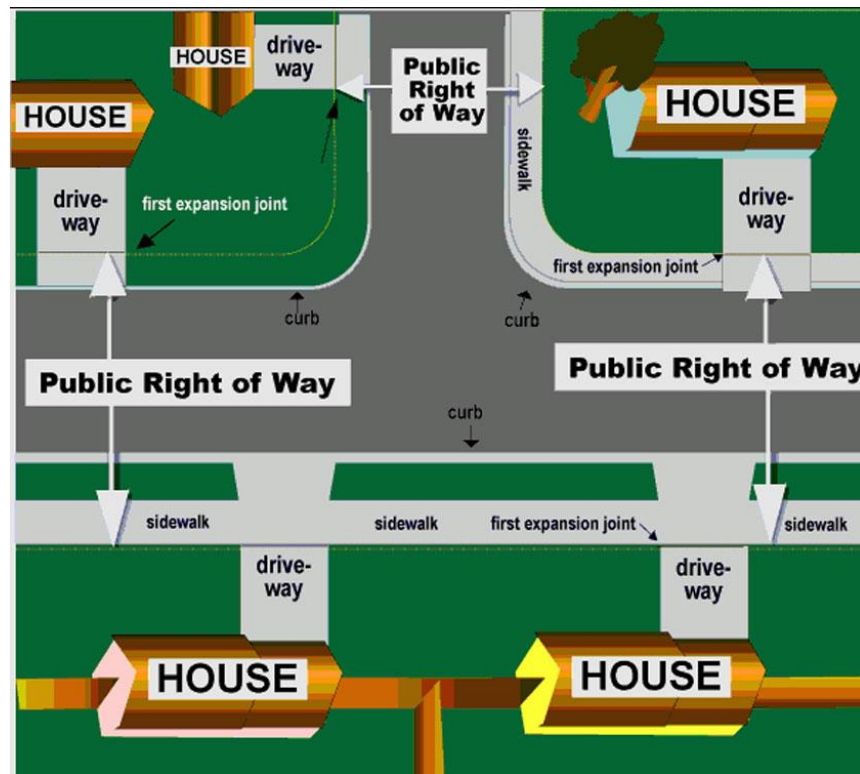 HOUSE
drive-
way
Public
Right
of Way
HOUSE
HOUSE
sidewalk
drive-
way
first expansion joint
drive-
way
first expansion joint
curb
curb
Public Right of Way
Public Right of Way
curb
sidewalk
sidewalk
first expansion joint
sidewalk
drive-
way
drive-
way
HOUSE
HOUSE